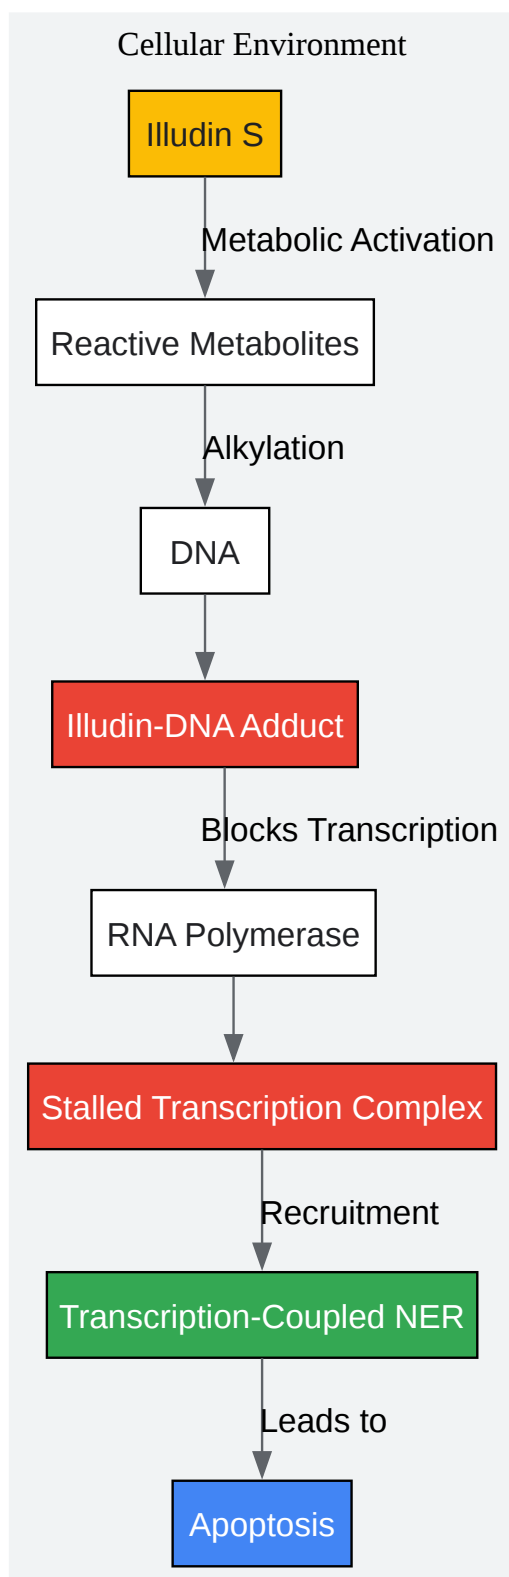 Cellular Environment
Illudin S
Metabolic Activation
Reactive Metabolites
Alkylation
DNA
Illudin-DNA Adduct
Blocks Transcription
RNA Polymerase
Stalled Transcription Complex
Recruitment
Transcription-Coupled NER
Leads to
Apoptosis